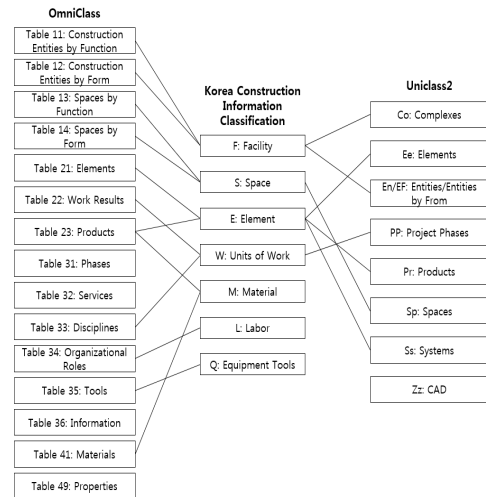 OmniClass
Table 11: Construction
Entities by Function
Table 12: Construction
Entities by Form
Table 13: Spaces by
Function
Table 14: Spaces by
Form
Table 21: Elements
Table 22: Work Results
Table 23: Products
Table 31: Phases
Table 32: Services
Table 33: Disciplines
Table 34: Organizational
Roles
Table 35: Tools
Table 36: Information
Table 41: Materials
Table 49: Properties
Korea Construction
Information
Classification
F: Facility
S: Space
E: Element
W: Units of Work
M: Material
L: Labor
Q: Equipment Tools
Uniclass2
Co: Complexes
Ee: Elements
En/EF: Entities/Entities
by From
PP: Project Phases
Pr: Products
Sp: Spaces
Ss: Systems
Zz: CAD